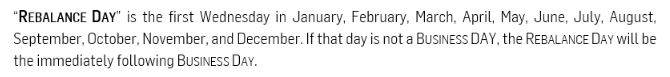 “REBALANCE DAY” is the first Wednesday in January, February, March, April, May, June, July, August,
September, October, November, and December. If that day is not a BUSINESS DAY, the REBALANCE DAY will be
the immediately following BUSINESS DAY.